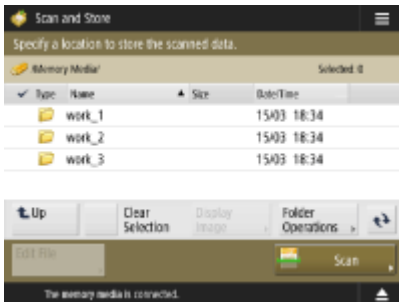 Scan and Store
Specify a location to store the scanned data.
/Memory Media/ Selected: 0
Type Name Size Date/Time
work_1 15/03 18:34
work_2 15/03 18:34
work_3 15/03 18:34
Up Clear Selection Display Image Folder Operations
Edit File Scan
The memory media is connected.